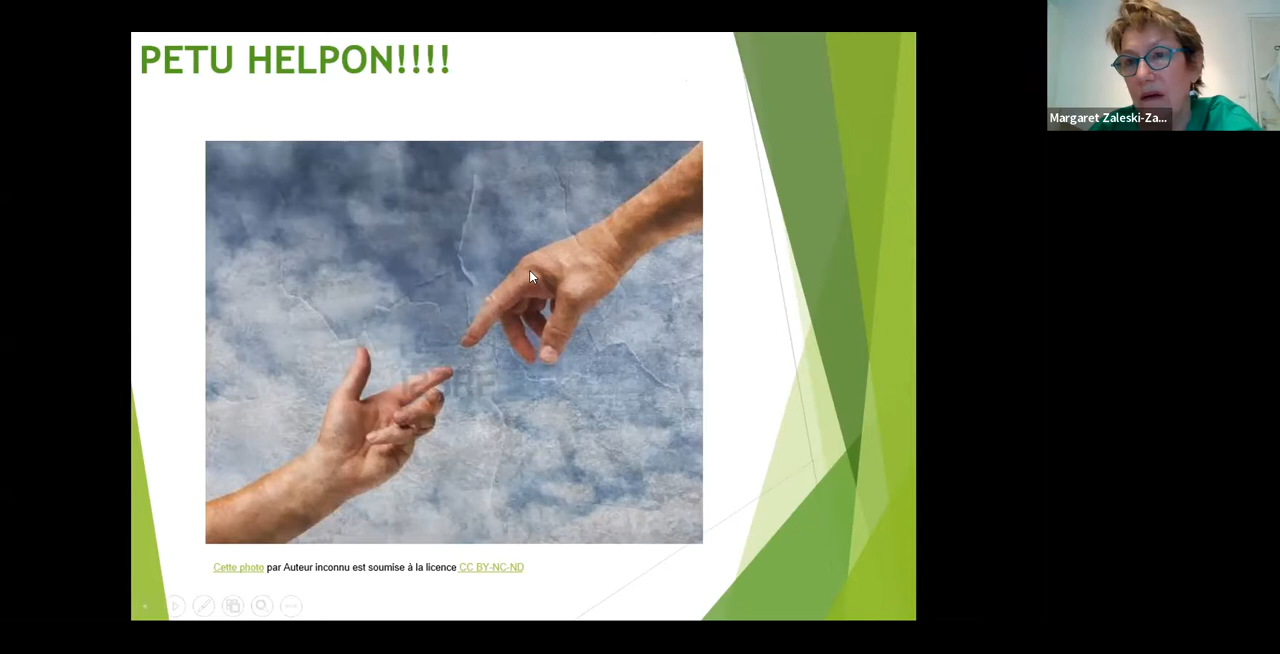 PETU HELPON!!!!
Margaret Zaleski-Za...
Cette photo par Auteur inconnu est soumise à la licence CC BY-NC-ND